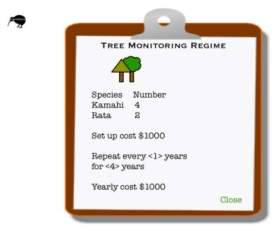 TREE MONITORING REGIME
Species Number
Kamahi 4
Rata 2
Set up cost $1000
Repeat every <1> years
for <4> years
Yearly cost $1000
Close